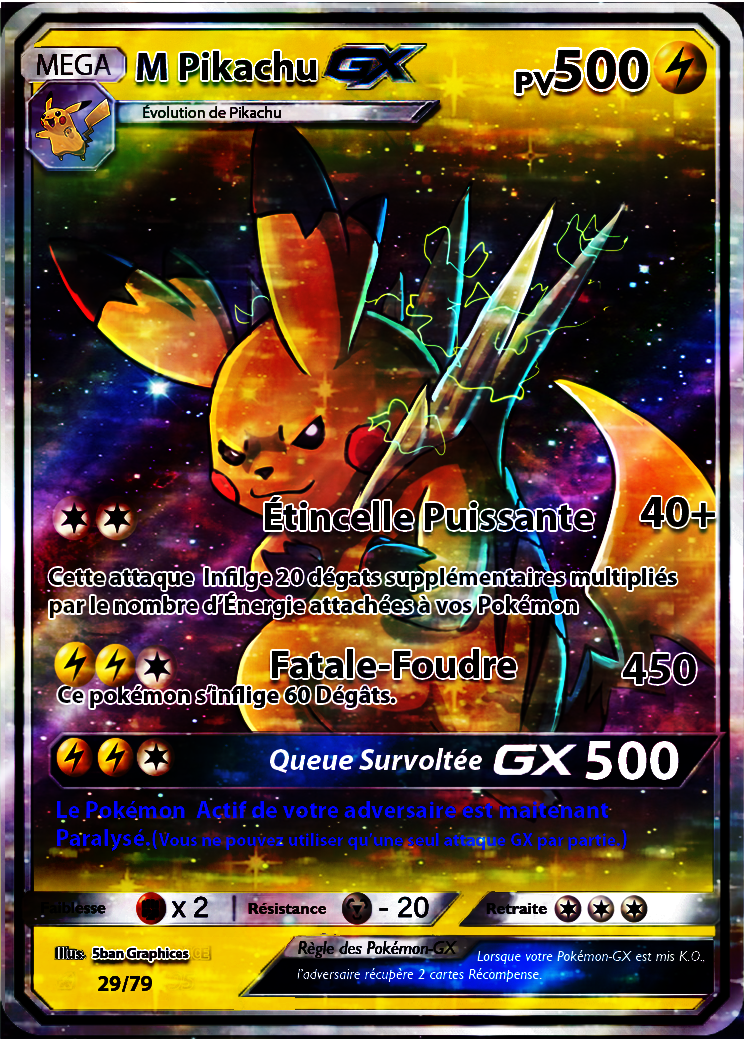 MEGA M Pikachu GX PV500
Évolution de Pikachu
Étincelle Puissante 40+
Cette attaque Infilge 20 dégats supplémentaires multipliés
par le nombre d'Énergie attachées à vos Pokémon
Fatale-Foudre 450
Ce pokémon s'inflige 60 Dégâts.
Queue Survoltée GX 500
Le Pokémon Actif de votre adversaire est maitenant
Paralysé.(Vous ne pouvez utiliser qu'une seul attaque GX par partie.)
Faiblesse x 2 Résistance - 20 Retraite
Illus. 5ban Graphices
Règle des Pokémon-GX Lorsque votre Pokémon-GX est mis K.O.,
l'adversaire récupère 2 cartes Récompense.
29/79